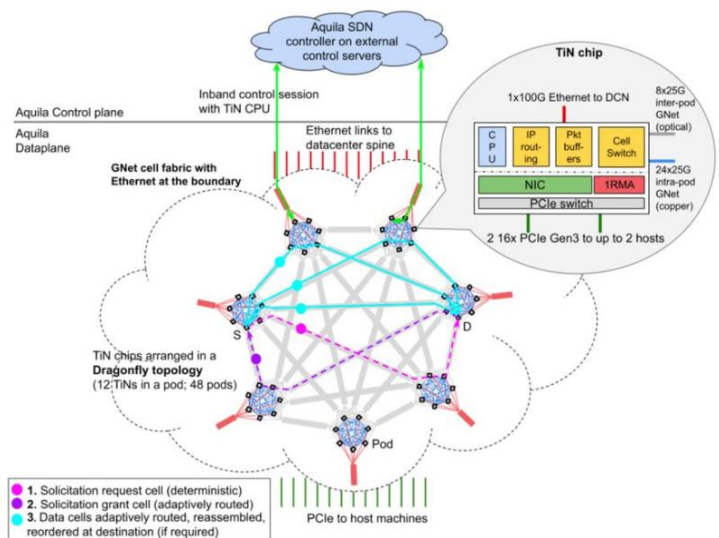 Aquila SDN
controller on external
control servers
TiN chip
Inband control session
with TiN CPU
1x100G Ethernet to DCN
8x25G
inter-pod
GNet
(optical)
Aquila Control plane
Aquila
Dataplane
Ethernet links to
datacenter spine
C
P
U
IP
rout-
ing
Pkt
buff-
ers
Cell
Switch
GNet cell fabric with
Ethernet at the boundary
NIC
1RMA
PCIe switch
24x25G
intra-pod
GNet
(copper)
2 16x PCIe Gen3 to up to 2 hosts
S
D
TiN chips arranged in a
Dragonfly topology
(12 TiNs in a pod; 48 pods)
Pod
1. Solicitation request cell (deterministic)
2. Solicitation grant cell (adaptively routed)
3. Data cells adaptively routed, reassembled,
reordered at destination (if required)
PCIe to host machines